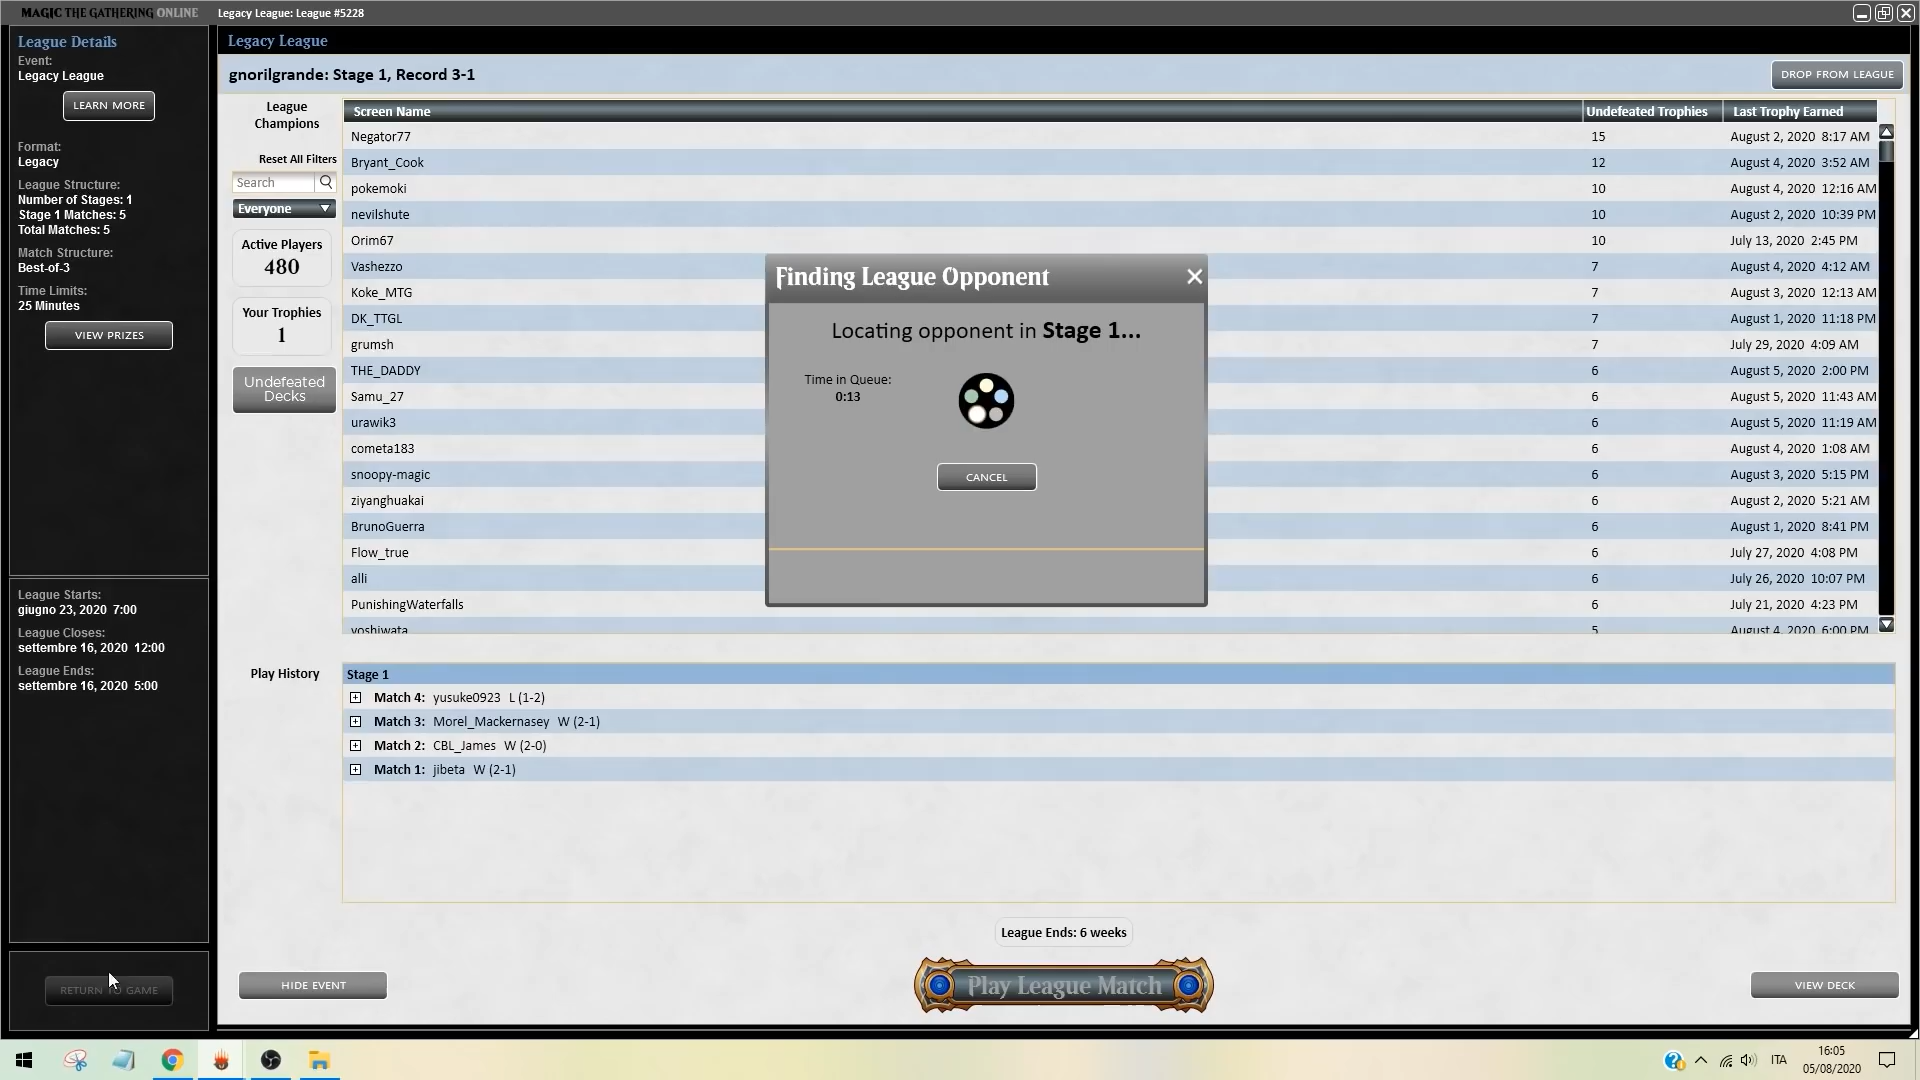 MAGIC THE GATHERING ONLINE
Legacy League: League #5228
League Details
Event:
Legacy League
LEARN MORE
Format:
Legacy
League Structure:
Number of Stages: 1
Stage 1 Matches: 5
Total Matches: 5
Match Structure:
Best-of-3
Time Limits:
25 Minutes
VIEW PRIZES
League Starts:
giugno 23, 2020 7:00
League Closes:
settembre 16, 2020 12:00
League Ends:
settembre 16, 2020 5:00
RETURN TO GAME
Legacy League
gnorilgrande: Stage 1, Record 3-1
DROP FROM LEAGUE
League
Champions
Reset All Filters
Search
Everyone
Active Players
480
Your Trophies
1
Undefeated
Decks
Screen Name Undefeated Trophies Last Trophy Earned
Negator77 15 August 2, 2020 8:17 AM
Bryant_Cook 12 August 4, 2020 3:52 AM
pokemoki 10 August 4, 2020 12:16 AM
nevilshute 10 August 2, 2020 10:39 PM
Orim67 10 July 13, 2020 2:45 PM
Vashezzo 7 August 4, 2020 4:12 AM
Koke_MTG 7 August 3, 2020 12:13 AM
DK_TTGL 7 August 1, 2020 11:18 PM
grumsh 7 July 29, 2020 4:09 AM
THE_DADDY 6 August 5, 2020 2:00 PM
Samu_27 6 August 5, 2020 11:43 AM
urawik3 6 August 5, 2020 11:19 AM
cometa183 6 August 4, 2020 1:08 AM
snoopy-magic 6 August 3, 2020 5:15 PM
ziyanghuakai 6 August 2, 2020 5:21 AM
BrunoGuerra 6 August 1, 2020 8:41 PM
Flow_true 6 July 27, 2020 4:08 PM
alli 6 July 26, 2020 10:07 PM
PunishingWaterfalls 6 July 21, 2020 4:23 PM
yoshiwata 5 August 4, 2020 6:00 PM
Finding League Opponent
Locating opponent in Stage 1...
Time in Queue:
0:13
CANCEL
Play History
Stage 1
Match 4: yusuke0923 L (1-2)
Match 3: Morel_Mackernasey W (2-1)
Match 2: CBL_James W (2-0)
Match 1: jibeta W (2-1)
League Ends: 6 weeks
HIDE EVENT
Play League Match
VIEW DECK
ITA
16:05
05/08/2020